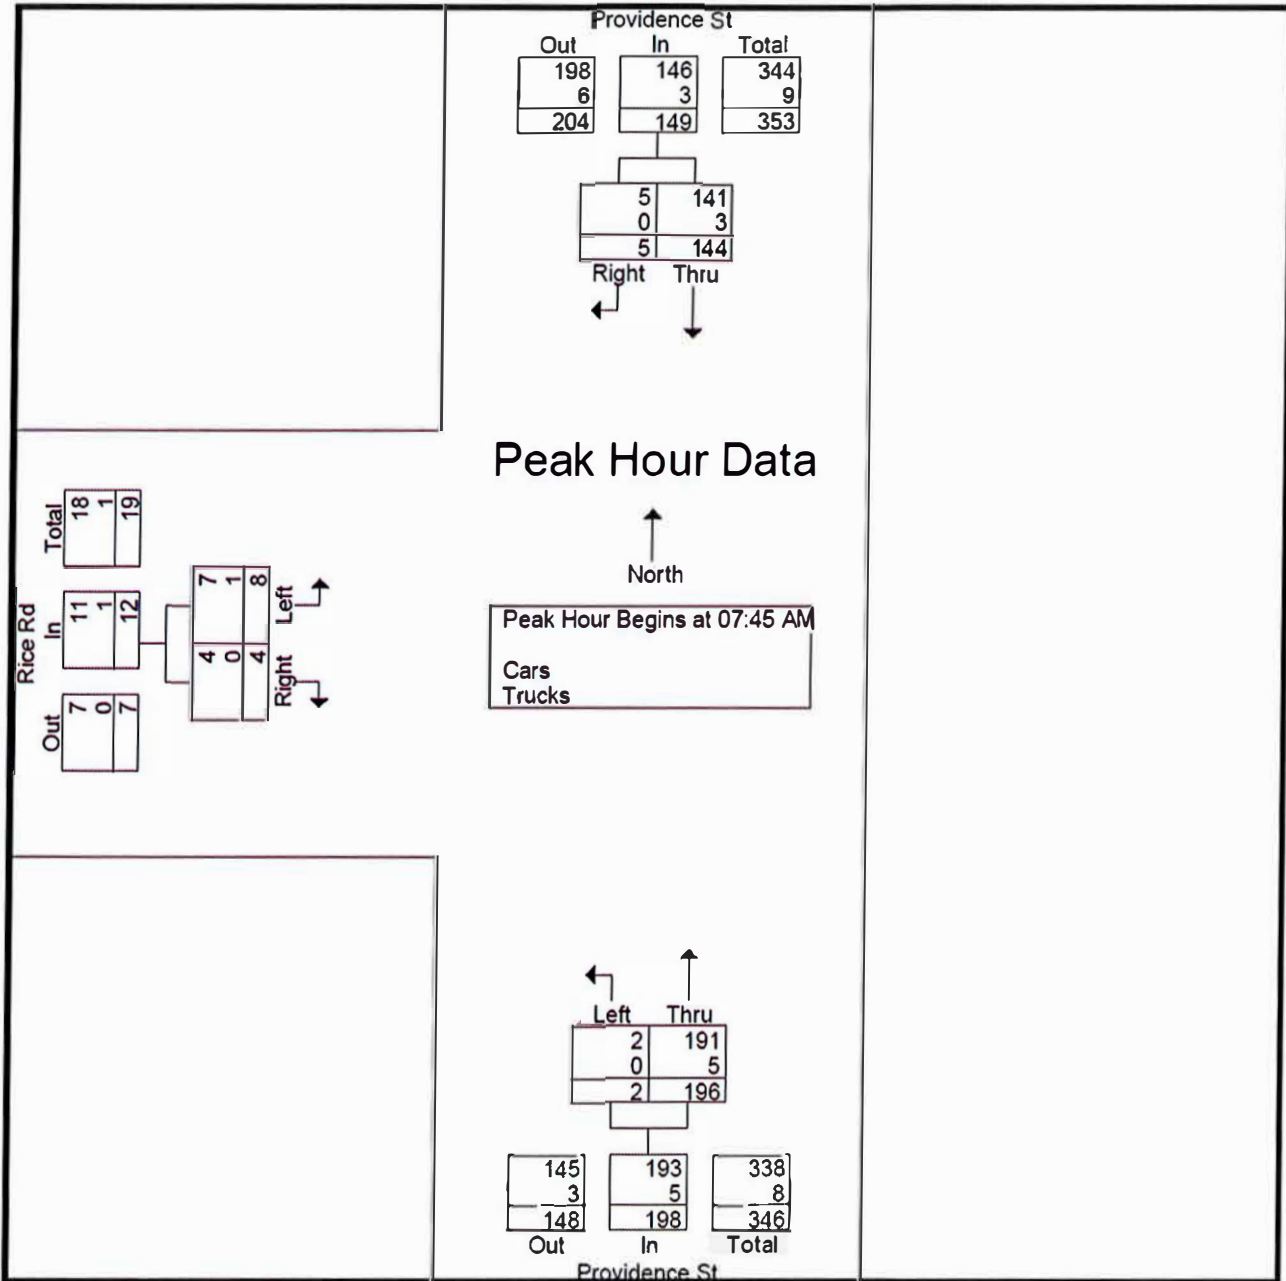 Providence St
Out In Total
198 146 344
6 3 9
204 149 353
5 141
0 3
5 144
Right Thru
Peak Hour Data
North
Peak Hour Begins at 07:45 AM
Cars
Trucks
Rice Rd
Total
18
1
19
In
11
1
12
Out
7
0
7
7
1
8
Left
4
0
4
Right
Left Thru
2 191
0 5
2 196
145 193 338
3 5 8
148 198 346
Out In Total
Providence St